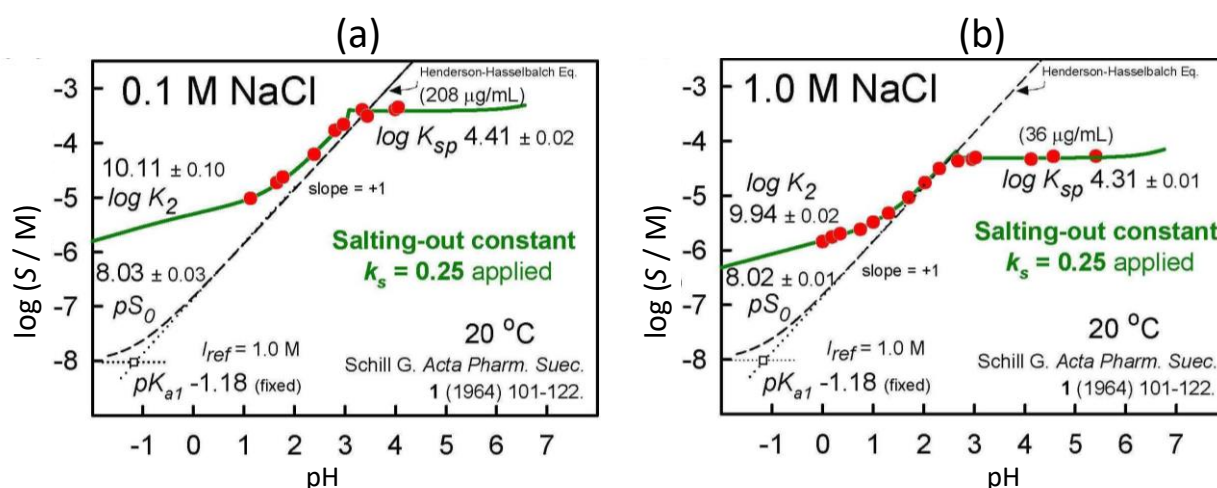 (a)
0.1 M NaCl
Henderson-Hasselbalch Eq.
(208 µg/mL)
log Ksp 4.41 ± 0.02
10.11 ± 0.10
log K2
slope = +1
Salting-out constant
ks = 0.25 applied
8.03 ± 0.03
pS0
20 °C
Iref = 1.0 M
Schill G. Acta Pharm. Suec.
pKa1 -1.18 (fixed)
1 (1964) 101-122.
log (S / M)
-3
-4
-5
-6
-7
-8
-1 0 1 2 3 4 5 6 7
pH
(b)
1.0 M NaCl
Henderson-Hasselbalch Eq.
(36 µg/mL)
log Ksp 4.31 ± 0.01
log K2
9.94 ± 0.02
slope = +1
Salting-out constant
ks = 0.25 applied
8.02 ± 0.01
pS0
20 °C
Iref = 1.0 M
Schill G. Acta Pharm. Suec.
pKa1 -1.18 (fixed)
1 (1964) 101-122.
log (S / M)
-3
-4
-5
-6
-7
-8
-1 0 1 2 3 4 5 6 7
pH